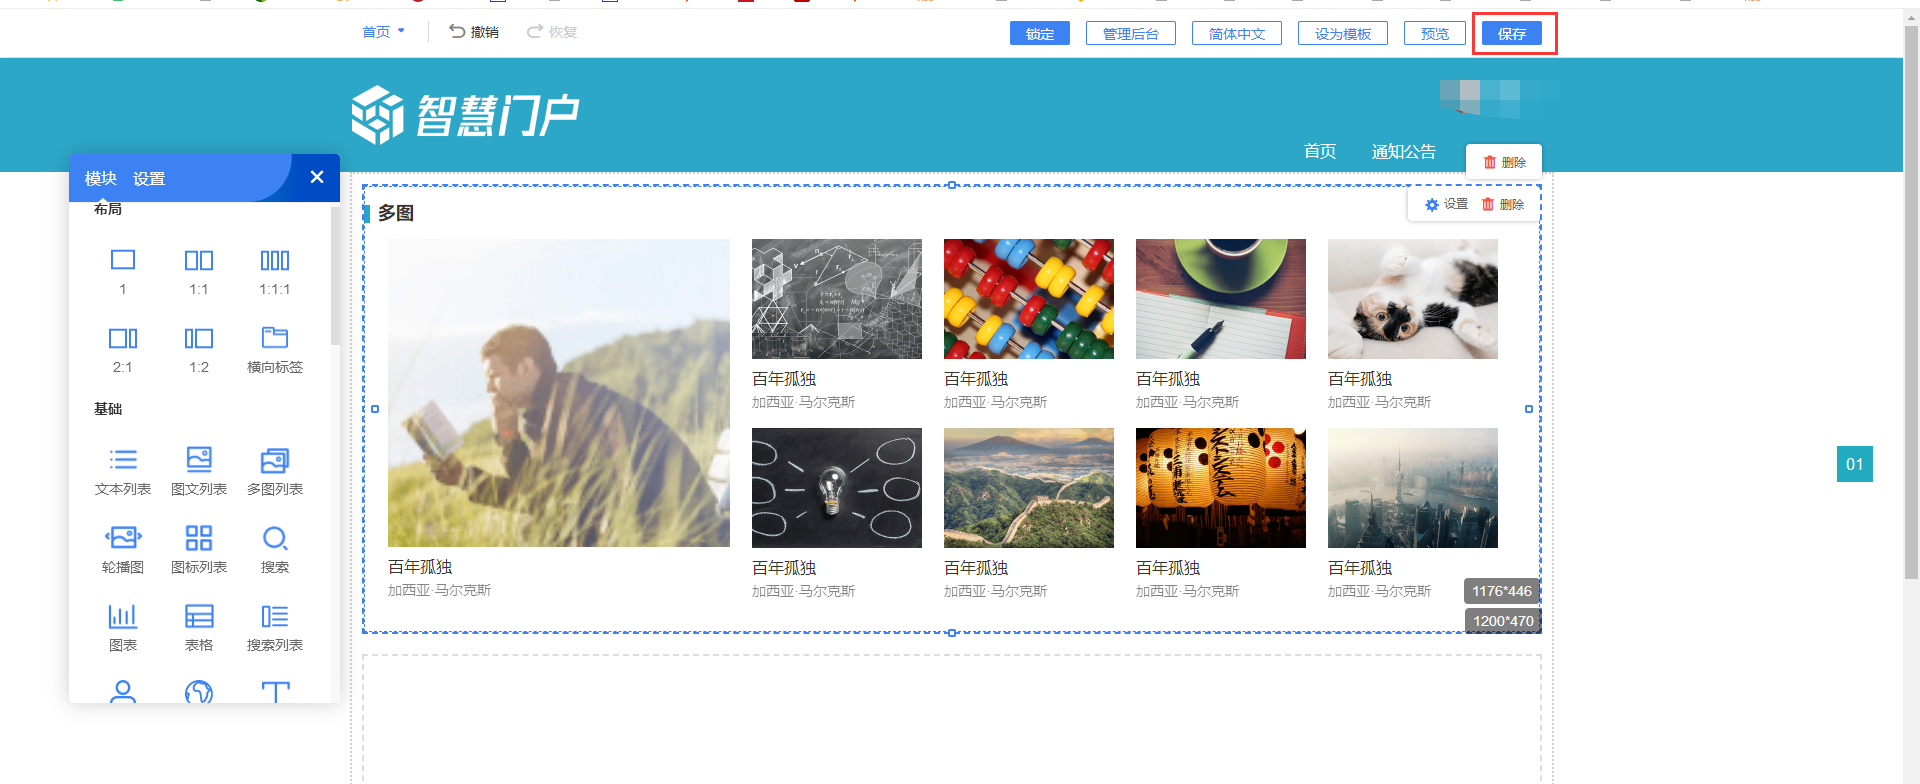 首页 撤销 恢复 锁定 管理后台 简体中文 设为模板 预览 保存
智慧门户
首页 通知公告
删除
模块 设置
布局
1 1:1 1:1:1
2:1 1:2 横向标签
基础
文本列表 图文列表 多图列表
轮播图 图标列表 搜索
图表 表格 搜索列表
多图
设置 删除
百年孤独 百年孤独 百年孤独 百年孤独
加西亚·马尔克斯 加西亚·马尔克斯 加西亚·马尔克斯 加西亚·马尔克斯
百年孤独 百年孤独 百年孤独 百年孤独 百年孤独
加西亚·马尔克斯 加西亚·马尔克斯 加西亚·马尔克斯 加西亚·马尔克斯 加西亚·马尔克斯
1176*446
1200*470
01